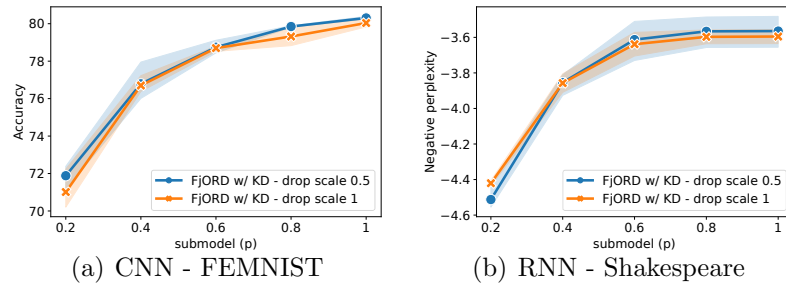 80
78
76
74
72
70
Accuracy
FjORD w/ KD - drop scale 0.5
FjORD w/ KD - drop scale 1
0.2 0.4 0.6 0.8 1
submodel (p)
(a) CNN - FEMNIST
−3.6
−3.8
−4.0
−4.2
−4.4
−4.6
Negative perplexity
FjORD w/ KD - drop scale 0.5
FjORD w/ KD - drop scale 1
0.2 0.4 0.6 0.8 1
submodel (p)
(b) RNN - Shakespeare